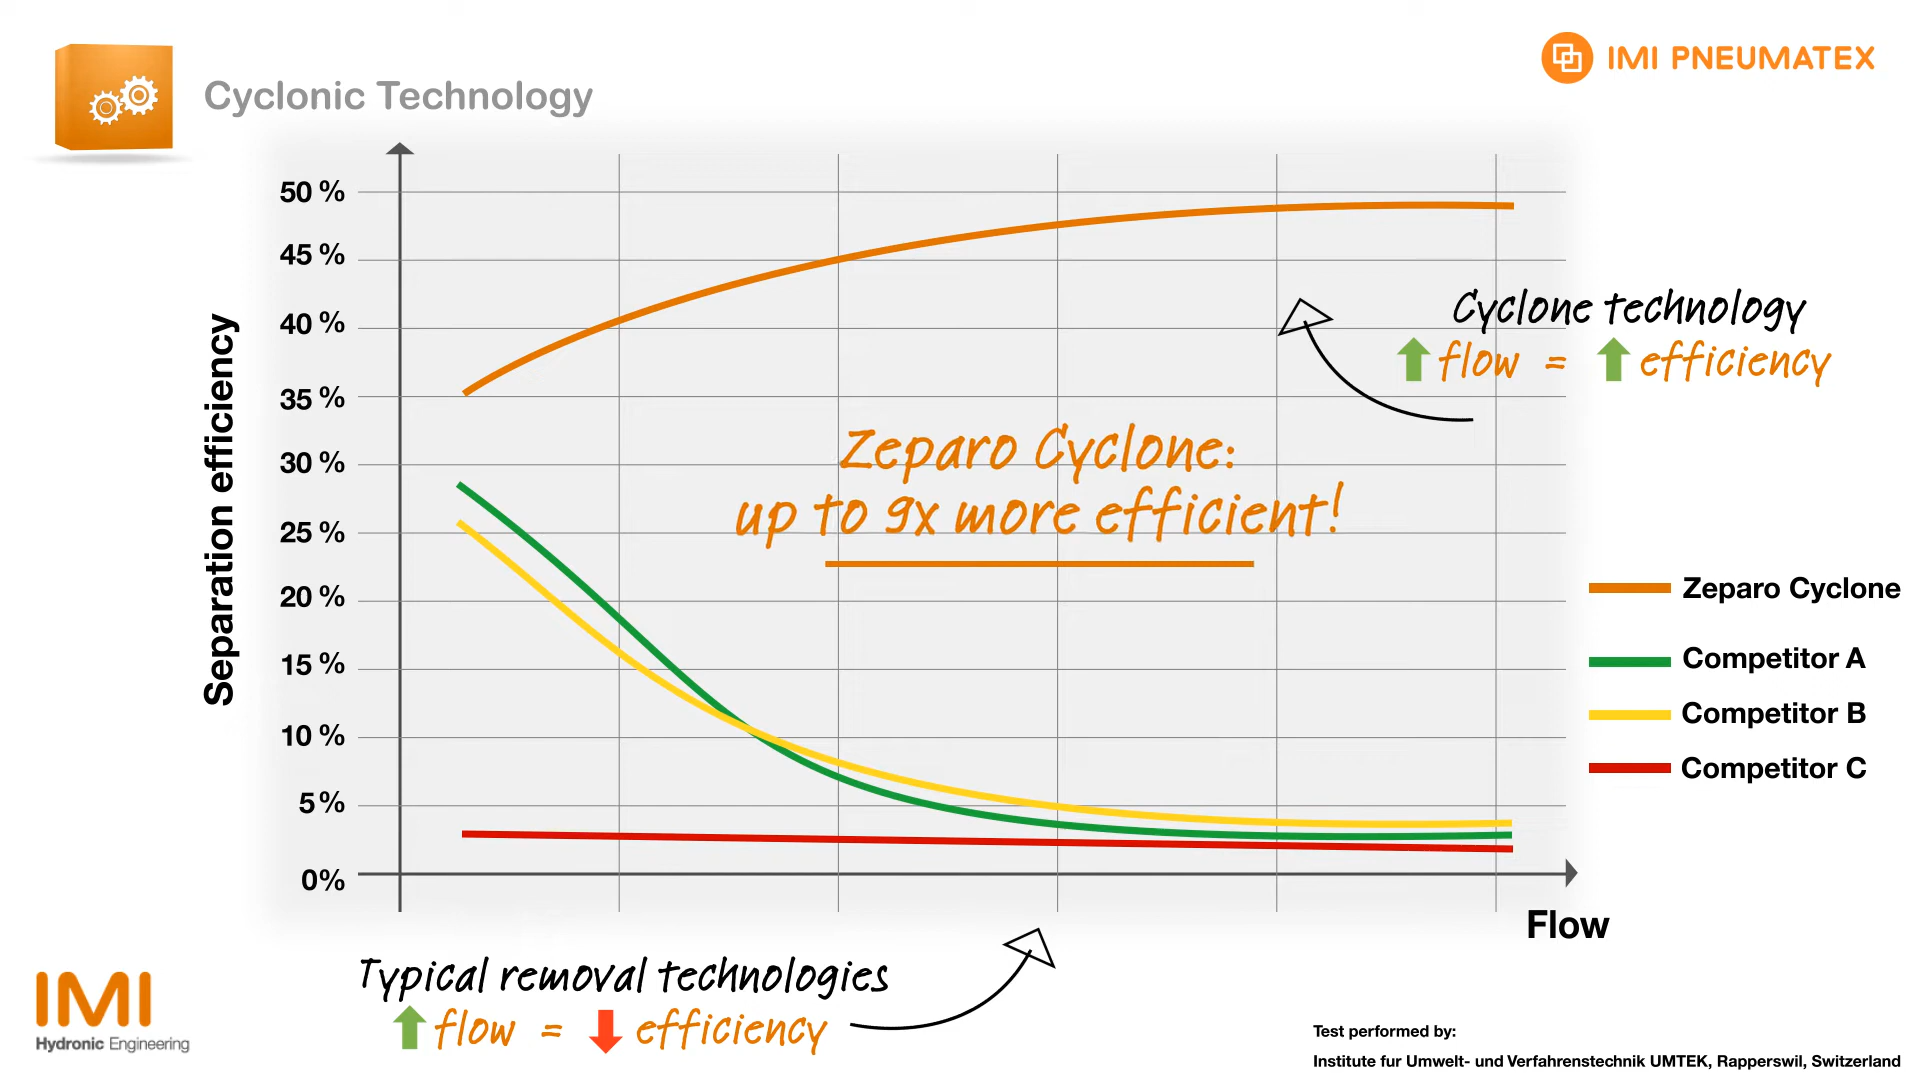 IMI PNEUMATEX
Cyclonic Technology
50 %
45 %
40 %
35 %
30 %
25 %
20 %
15 %
10 %
5 %
0%
Separation efficiency
Cyclone technology
flow = efficiency
Zeparo Cyclone:
up to 9x more efficient!
Zeparo Cyclone
Competitor A
Competitor B
Competitor C
Flow
Typical removal technologies
flow = efficiency
IMI
Hydronic Engineering
Test performed by:
Institute fur Umwelt- und Verfahrenstechnik UMTEK, Rapperswil, Switzerland